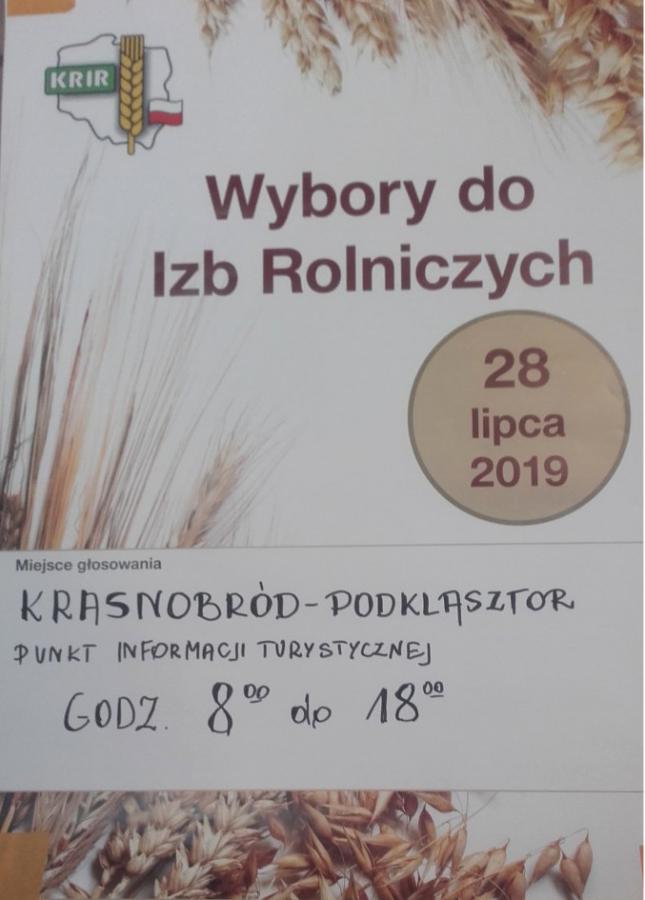 KRIR
Wybory do
Izb Rolniczych
28
lipca
2019
Miejsce głosowania
KRASNOBRÓD-PODKLASZTOR
PUNKT INFORMACJI TURYSTYCZNEJ
GODZ. 8⁰⁰ do 18⁰⁰